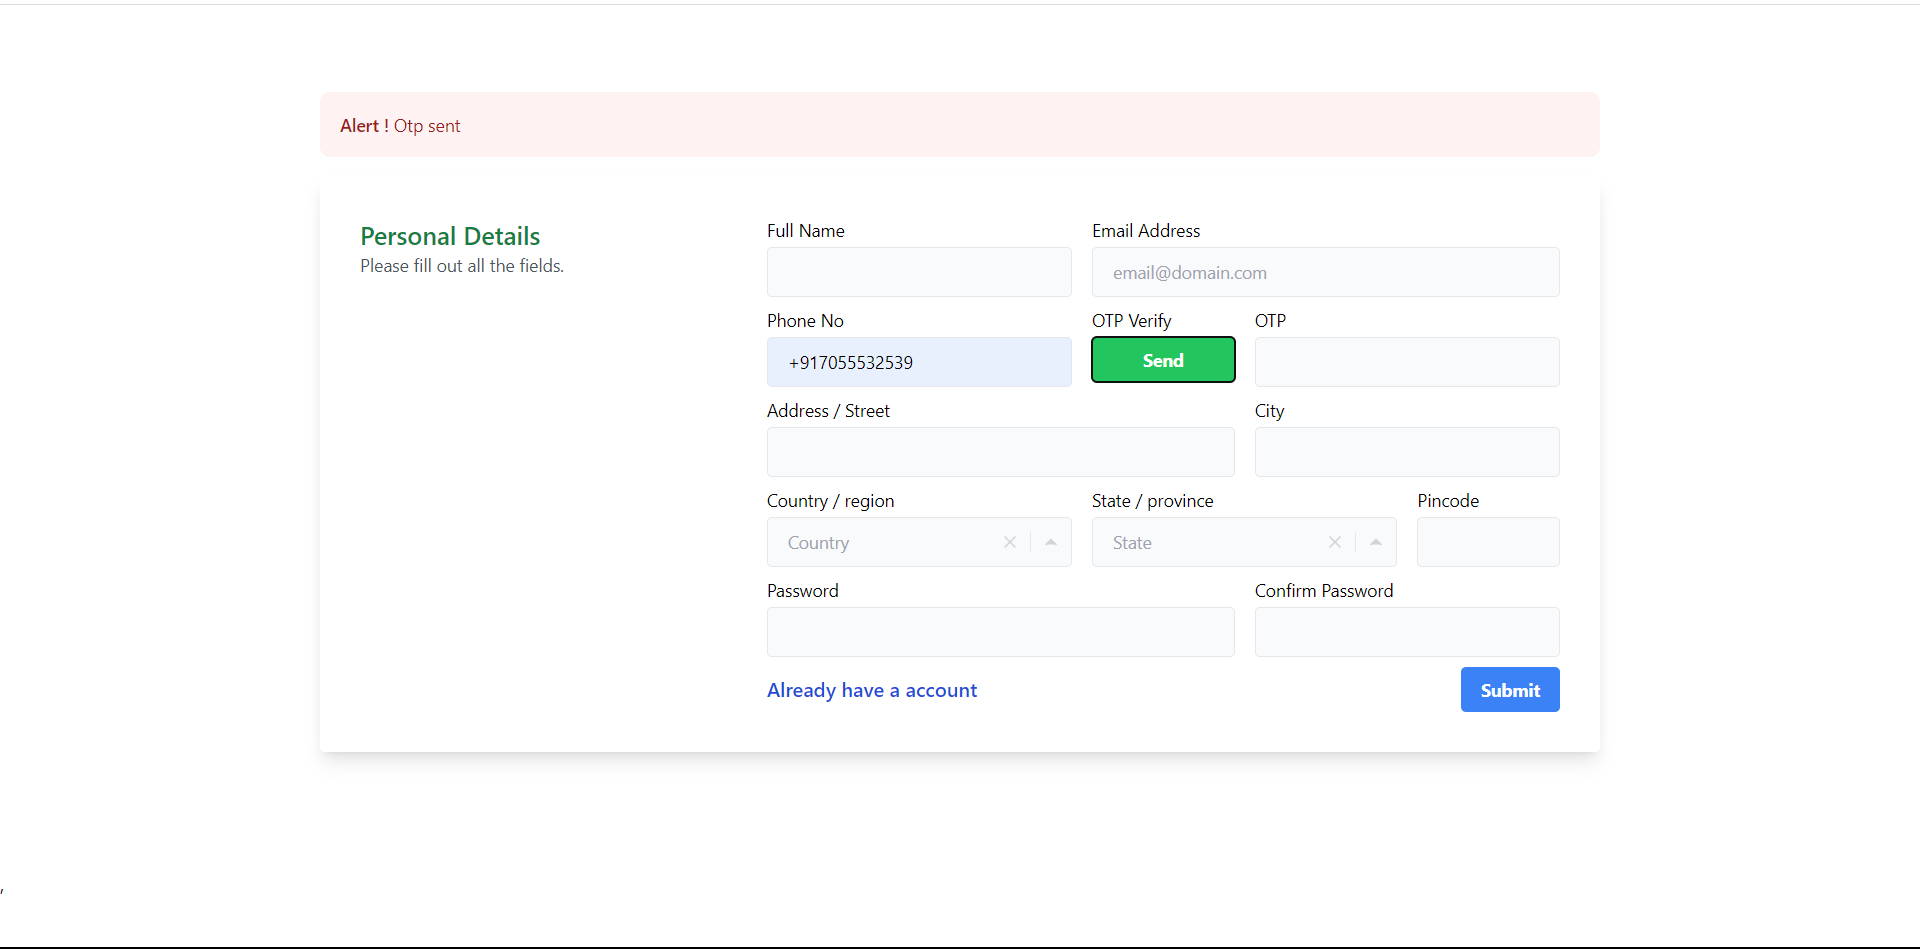 Alert ! Otp sent
Personal Details
Please fill out all the fields.
Full Name
Email Address
email@domain.com
Phone No
OTP Verify
OTP
+917055532539
Send
Address / Street
City
Country / region
State / province
Pincode
Country
State
Password
Confirm Password
Already have a account
Submit
,